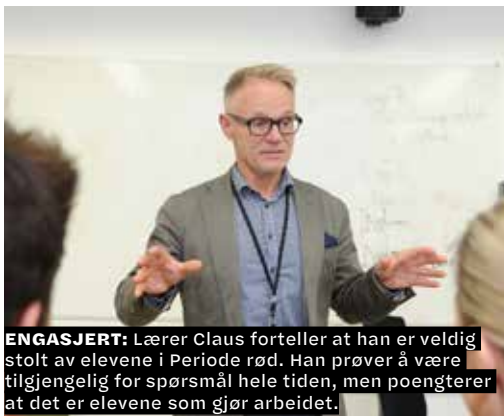 ENGASJERT: Lærer Claus forteller at han er veldig
stolt av elevene i Periode rød. Han prøver å være
tilgjengelig for spørsmål hele tiden, men poengterer
at det er elevene som gjør arbeidet.